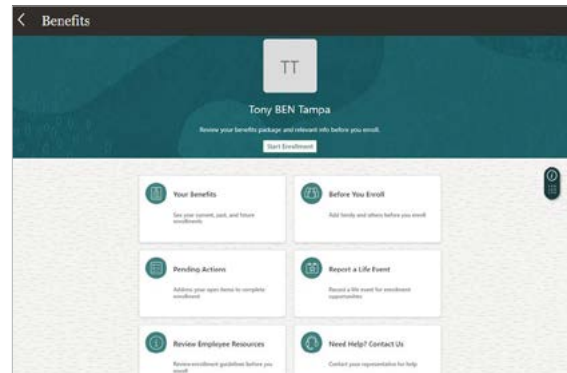 Benefits
TT
Tony BEN Tampa
Review your benefits package and relevant info before you enroll.
Start Enrollment
Your Benefits
See your current, past, and future
enrollments
Before You Enroll
Add family and others before you enroll
Pending Actions
Address your open items to complete
enrollment
Report a Life Event
Record a life event for enrollment
opportunities
Review Employee Resources
Review enrollment guidelines before you
enroll
Need Help? Contact Us
Contact your representative for help